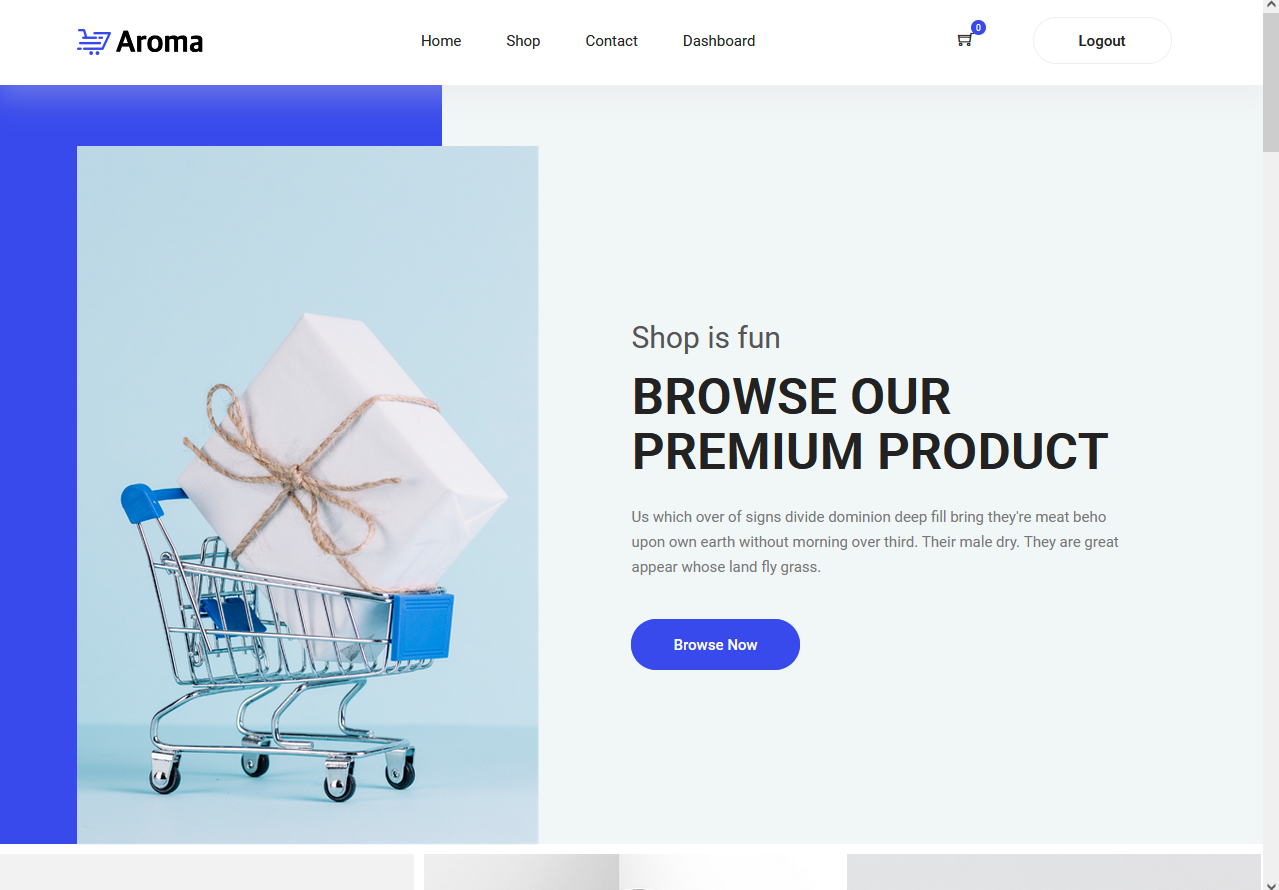 Aroma
Home Shop Contact Dashboard
0
Logout
Shop is fun
BROWSE OUR
PREMIUM PRODUCT
Us which over of signs divide dominion deep fill bring they're meat beho
upon own earth without morning over third. Their male dry. They are great
appear whose land fly grass.
Browse Now